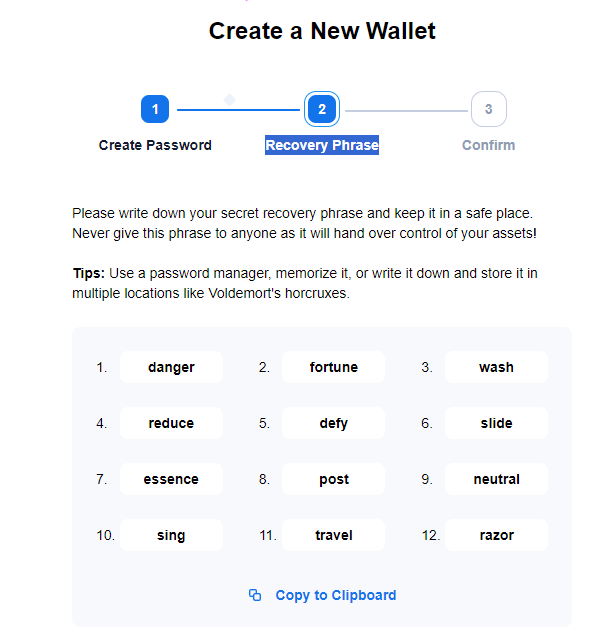 Create a New Wallet
1 2 3
Create Password Recovery Phrase Confirm
Please write down your secret recovery phrase and keep it in a safe place.
Never give this phrase to anyone as it will hand over control of your assets!
Tips: Use a password manager, memorize it, or write it down and store it in
multiple locations like Voldemort's horcruxes.
1. danger 2. fortune 3. wash
4. reduce 5. defy 6. slide
7. essence 8. post 9. neutral
10. sing 11. travel 12. razor
Copy to Clipboard